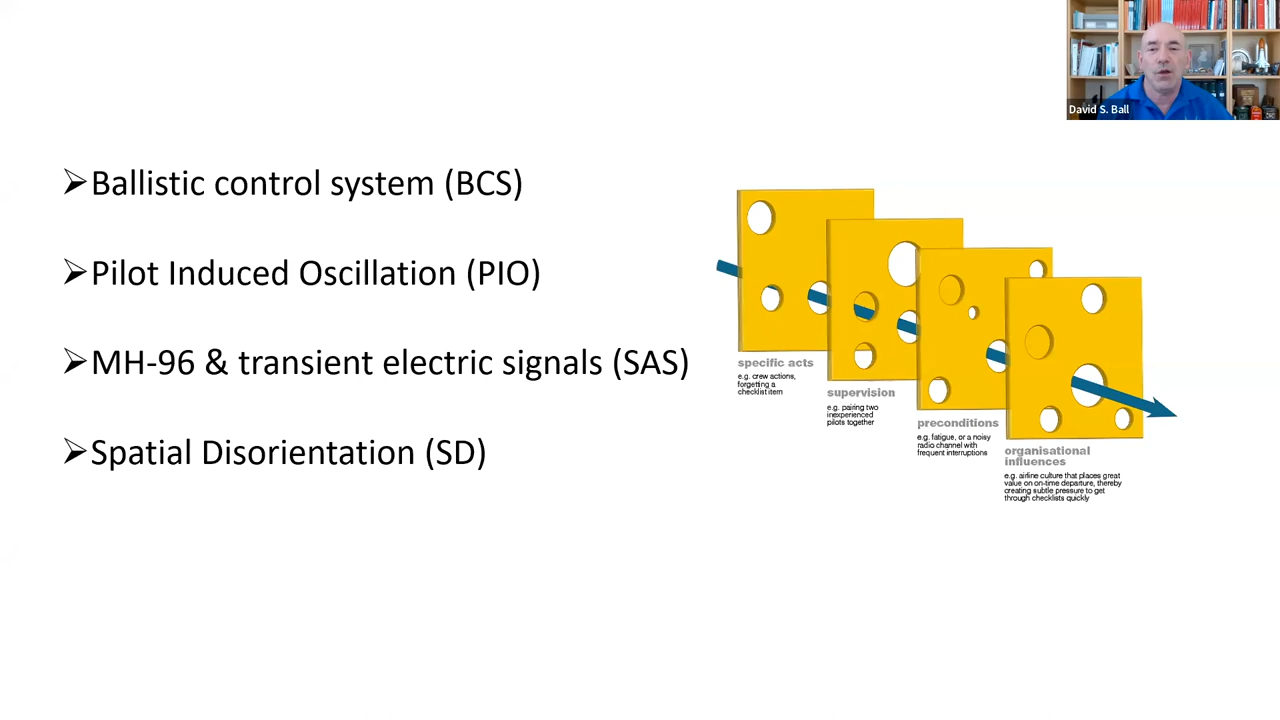 David S. Ball
➢Ballistic control system (BCS)
➢Pilot Induced Oscillation (PIO)
➢MH-96 & transient electric signals (SAS)
➢Spatial Disorientation (SD)
specific acts
e.g. crew actions,
forgetting a
checklist item
supervision
e.g. pairing two
inexperienced
pilots together
preconditions
e.g. fatigue, or a noisy
radio channel with
frequent interruptions
organisational
influences
e.g. airline culture that places great
value on on-time departure, thereby
creating subtle pressure to get
through checklists quickly